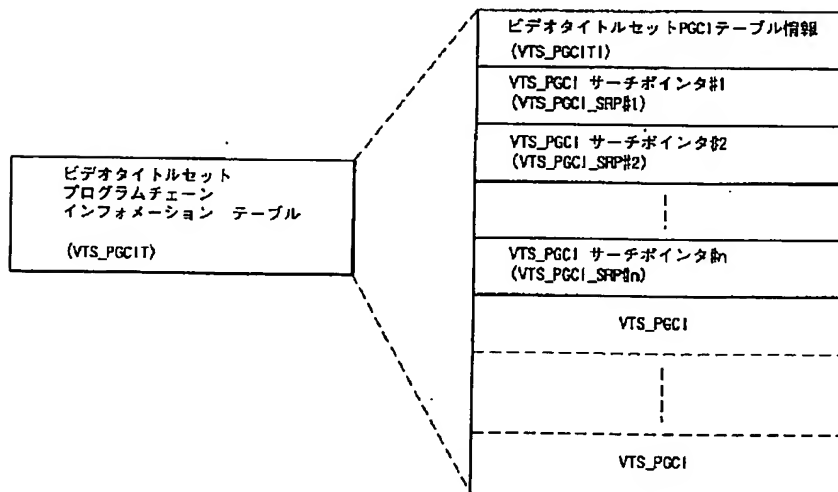 ビデオタイトルセット
プログラムチェーン
インフォメーション テーブル
(VTS_PGCIT)
ビデオタイトルセットPGCIテーブル情報
(VTS_PGCITI)
VTS_PGCI サーチポインタ#1
(VTS_PGCI_SRP#1)
VTS_PGCI サーチポインタ#2
(VTS_PGCI_SRP#2)
VTS_PGCI サーチポインタ#n
(VTS_PGCI_SRP#n)
VTS_PGCI
VTS_PGCI